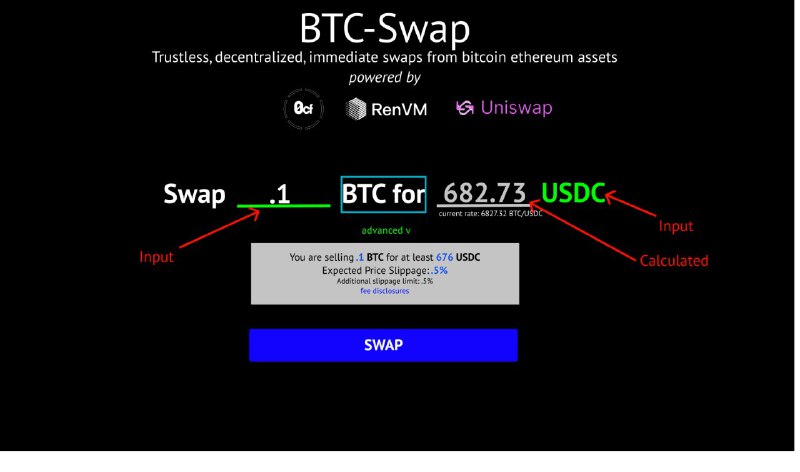 BTC-Swap
Trustless, decentralized, immediate swaps from bitcoin ethereum assets
powered by
0cf RenVM Uniswap
Swap .1 BTC for 682.73 USDC
current rate: 6827.32 BTC/USDC
Input
Input
Calculated
advanced v
You are selling .1 BTC for at least 676 USDC
Expected Price Slippage: .5%
Additional slippage limit: .5%
fee disclosures
SWAP